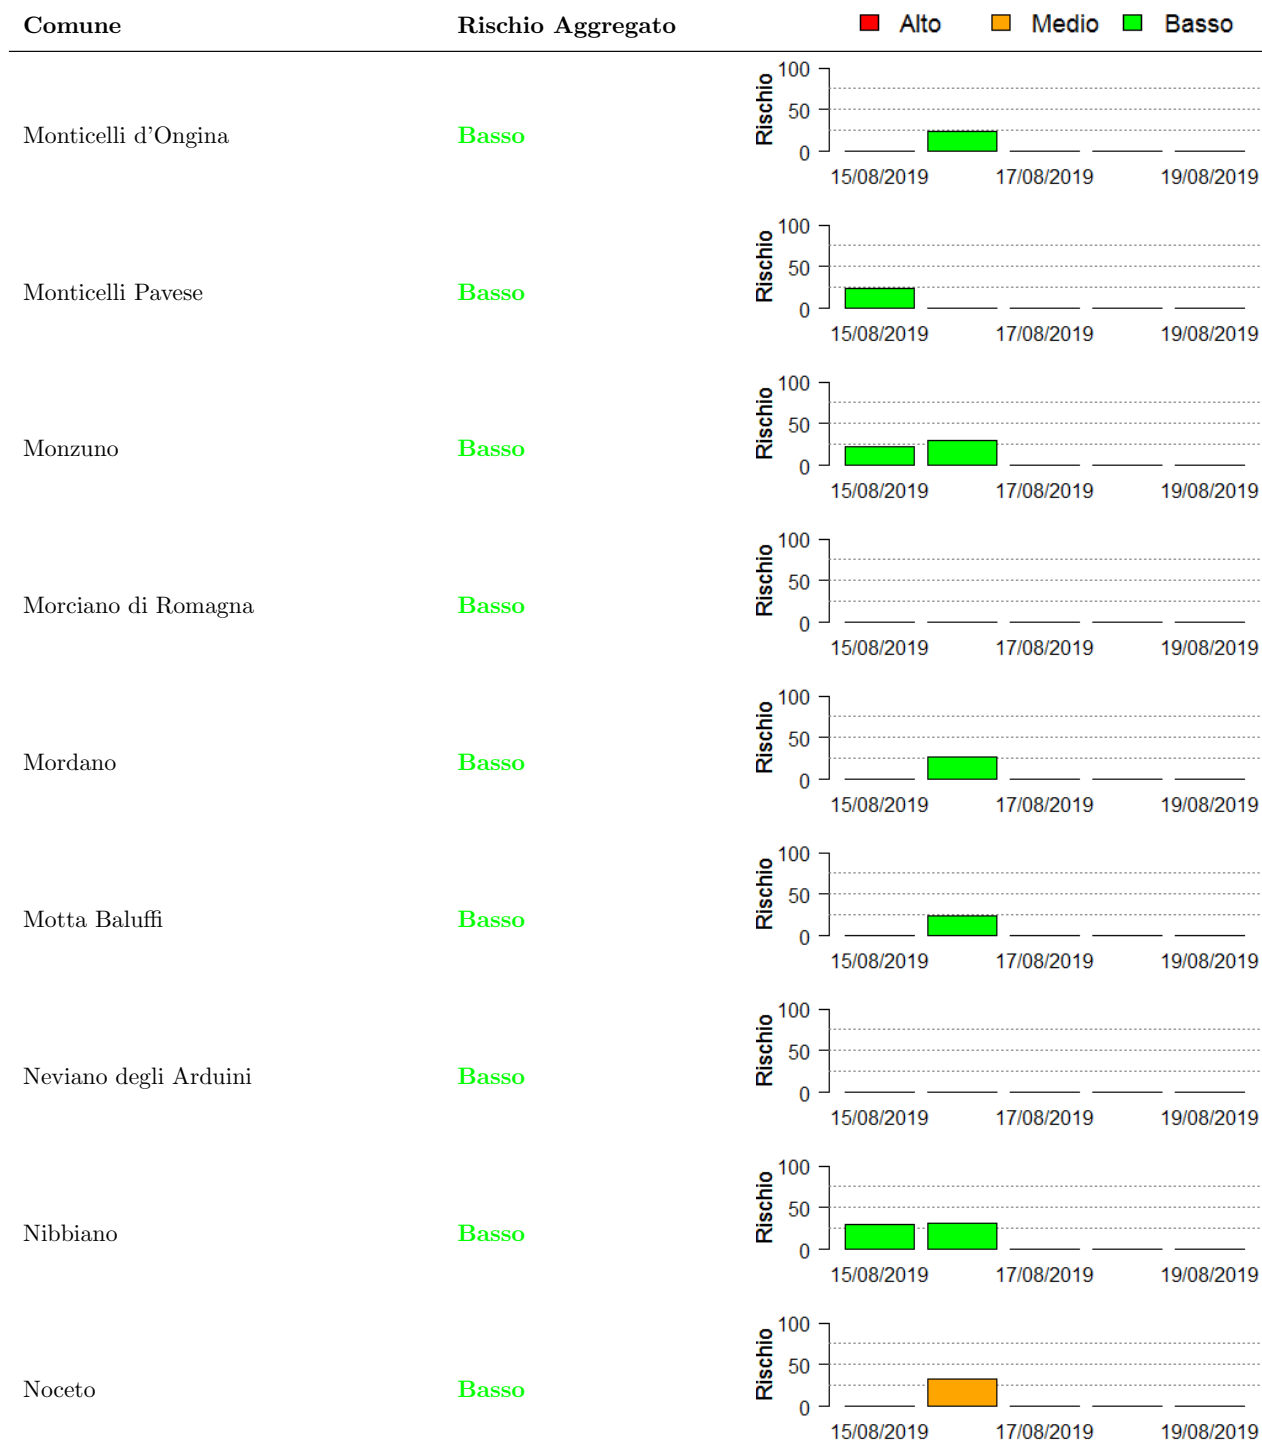 Comune Rischio Aggregato Alto Medio Basso
Monticelli d'Ongina Basso Rischio 100 50 0
15/08/2019 17/08/2019 19/08/2019
Monticelli Pavese Basso Rischio 100 50 0
15/08/2019 17/08/2019 19/08/2019
Monzuno Basso Rischio 100 50 0
15/08/2019 17/08/2019 19/08/2019
Morciano di Romagna Basso Rischio 100 50 0
15/08/2019 17/08/2019 19/08/2019
Mordano Basso Rischio 100 50 0
15/08/2019 17/08/2019 19/08/2019
Motta Baluffi Basso Rischio 100 50 0
15/08/2019 17/08/2019 19/08/2019
Neviano degli Arduini Basso Rischio 100 50 0
15/08/2019 17/08/2019 19/08/2019
Nibbiano Basso Rischio 100 50 0
15/08/2019 17/08/2019 19/08/2019
Noceto Basso Rischio 100 50 0
15/08/2019 17/08/2019 19/08/2019